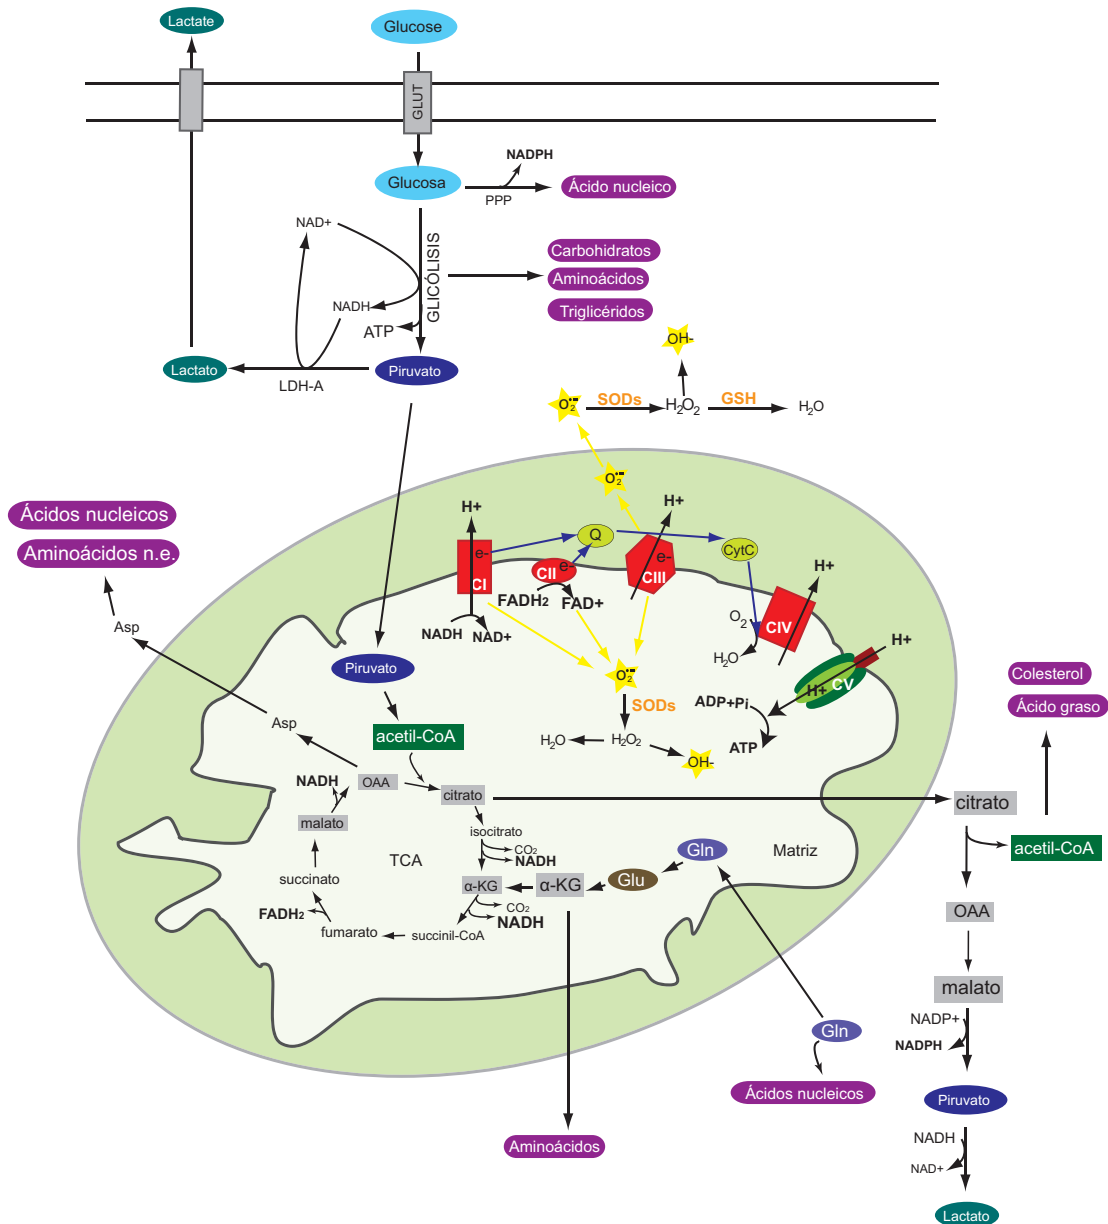 Lactate
Glucose
GLUT
Glucosa
NADPH
PPP
Ácido nucleico
NAD+
GLICÓLISIS
Carbohidratos
Aminoácidos
Triglicéridos
NADH
ATP
Lactato
LDH-A
Piruvato
OH-
O2•−
SODs
H2O2
GSH
H2O
O2•−
Ácidos nucleicos
Aminoácidos n.e.
Asp
H+
e-
CI
Q
CII
e-
H+
e-
CIII
CytC
H+
FADH2
FAD+
NADH
NAD+
O2
CIV
H2O
H+
H+
CV
Piruvato
O2•−
SODs
ADP+Pi
ATP
H2O
H2O2
OH-
Colesterol
Ácido graso
Asp
acetil-CoA
NADH
OAA
citrato
malato
isocitrato
CO2
NADH
TCA
succinato
α-KG
α-KG
Glu
Gln
Matriz
CO2
NADH
FADH2
fumarato
succinil-CoA
citrato
acetil-CoA
OAA
malato
NADP+
NADPH
Gln
Ácidos nucleicos
Piruvato
Aminoácidos
NADH
NAD+
Lactato